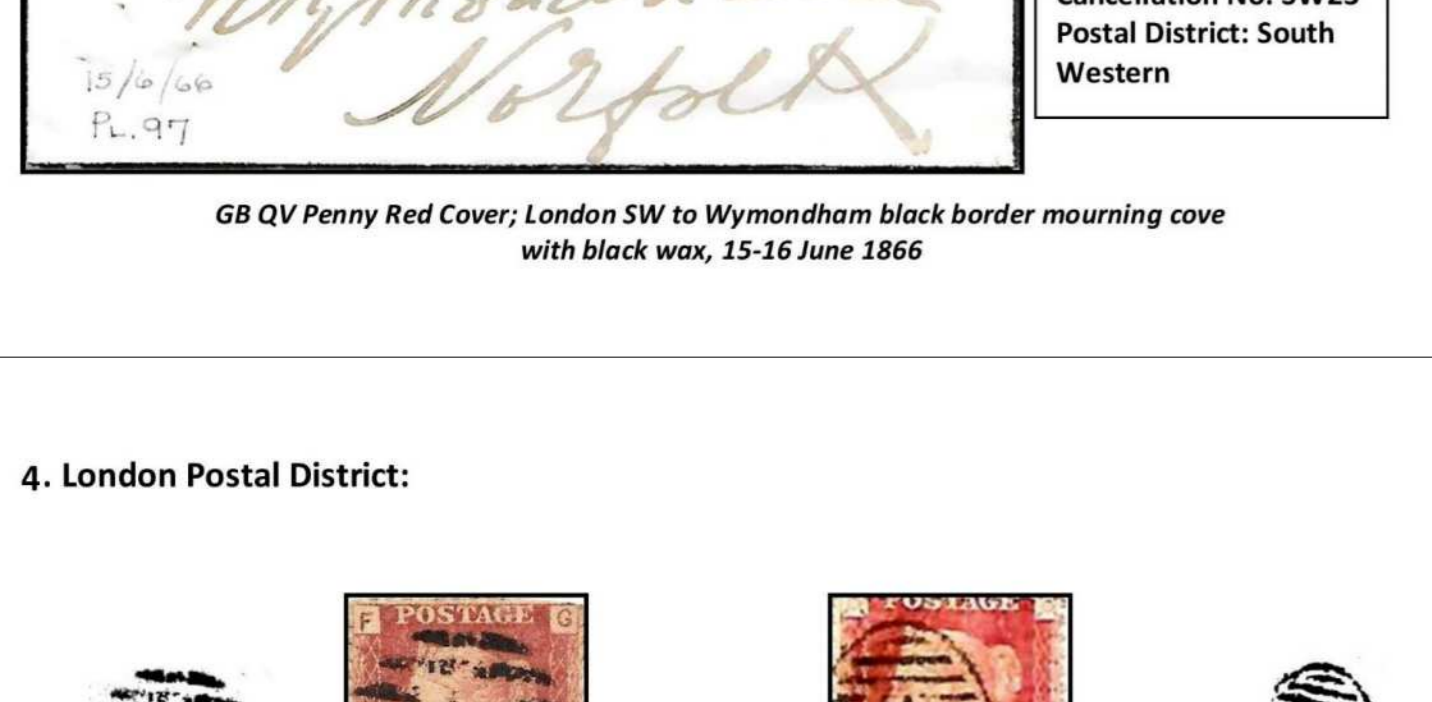 Postal District: South
Western
Norfolk
15/6/66
PL.97
GB QV Penny Red Cover; London SW to Wymondham black border mourning cove
with black wax, 15-16 June 1866
4. London Postal District:
F POSTAGE G
POSTAGE